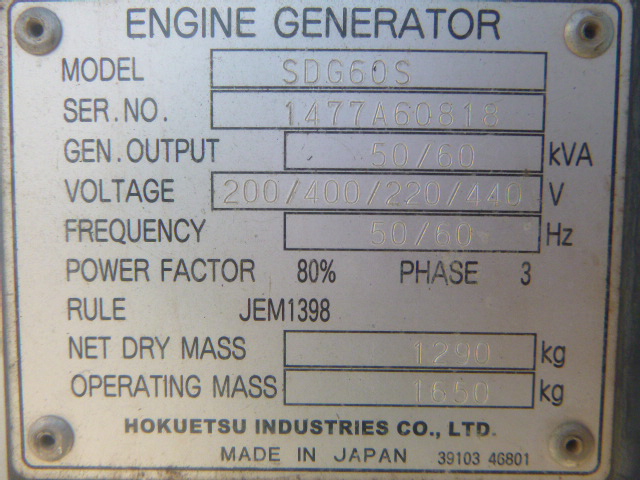 ENGINE GENERATOR
MODEL SDG60S
SER.NO. 1477A60818
GEN.OUTPUT 50/60 kVA
VOLTAGE 200/400/220/440 V
FREQUENCY 50/60 Hz
POWER FACTOR 80% PHASE 3
RULE JEM1398
NET DRY MASS 1290 kg
OPERATING MASS 1650 kg
HOKUETSU INDUSTRIES CO., LTD.
MADE IN JAPAN 39103 46801